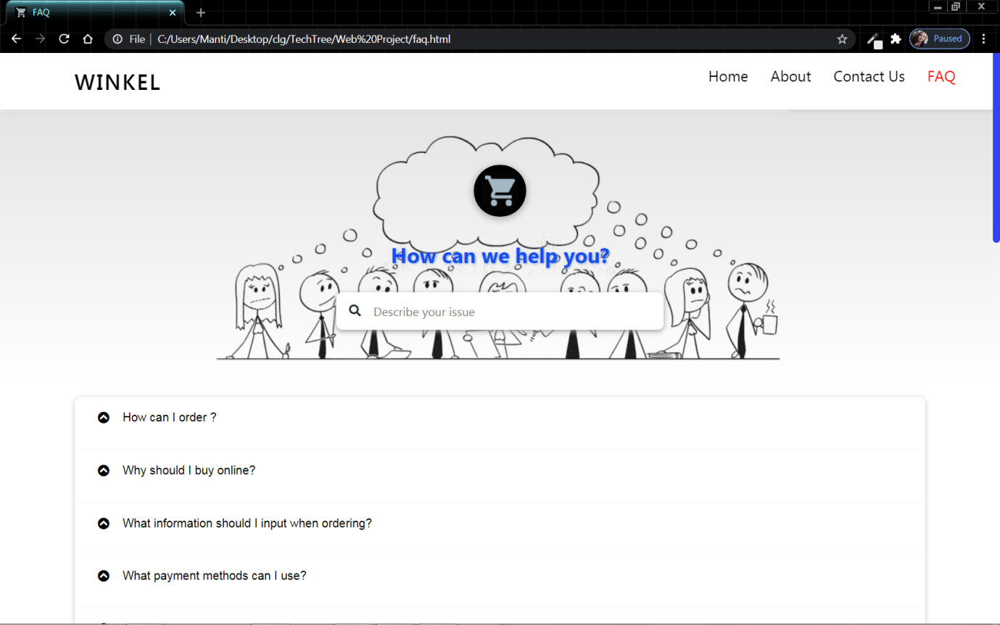 FAQ
File C:/Users/Manti/Desktop/clg/TechTree/Web%20Project/faq.html
Paused
WINKEL
Home About Contact Us FAQ
How can we help you?
Describe your issue
How can I order ?
Why should I buy online?
What information should I input when ordering?
What payment methods can I use?